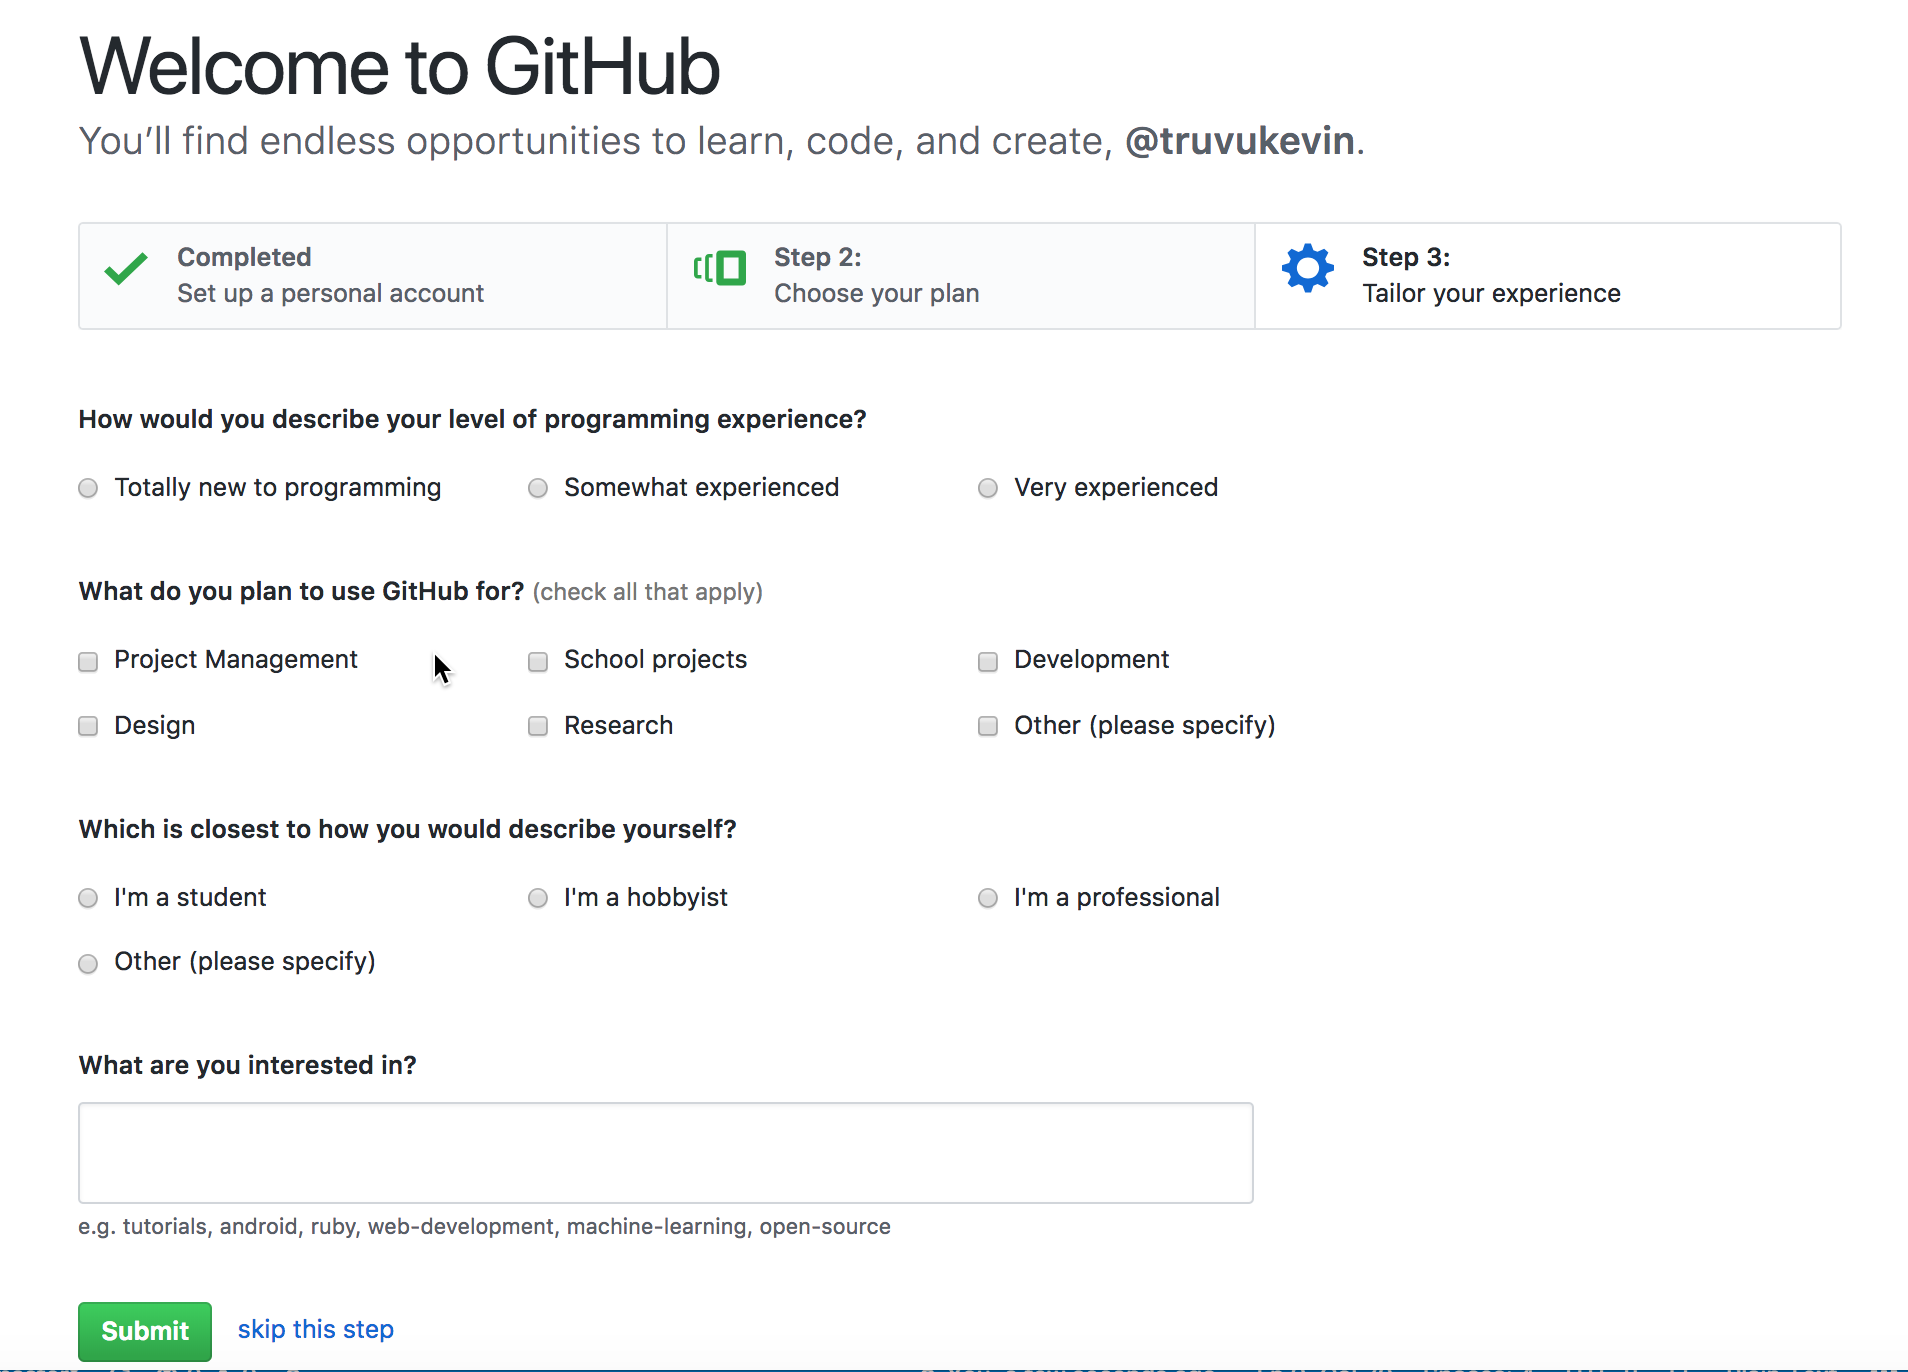 Welcome to GitHub
You’ll find endless opportunities to learn, code, and create, @truvukevin.
Completed
Set up a personal account
Step 2:
Choose your plan
Step 3:
Tailor your experience
How would you describe your level of programming experience?
Totally new to programming
Somewhat experienced
Very experienced
What do you plan to use GitHub for? (check all that apply)
Project Management
School projects
Development
Design
Research
Other (please specify)
Which is closest to how you would describe yourself?
I'm a student
I'm a hobbyist
I'm a professional
Other (please specify)
What are you interested in?
e.g. tutorials, android, ruby, web-development, machine-learning, open-source
Submit
skip this step